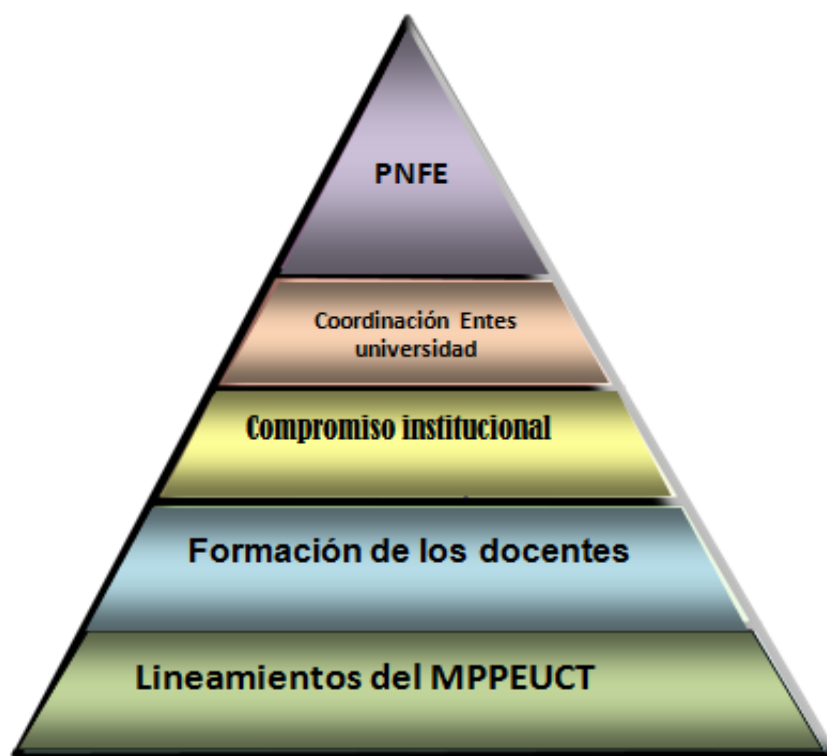 PNFE
Coordinación Entes
universidad
Compromiso institucional
Formación de los docentes
Lineamientos del MPPEUCT